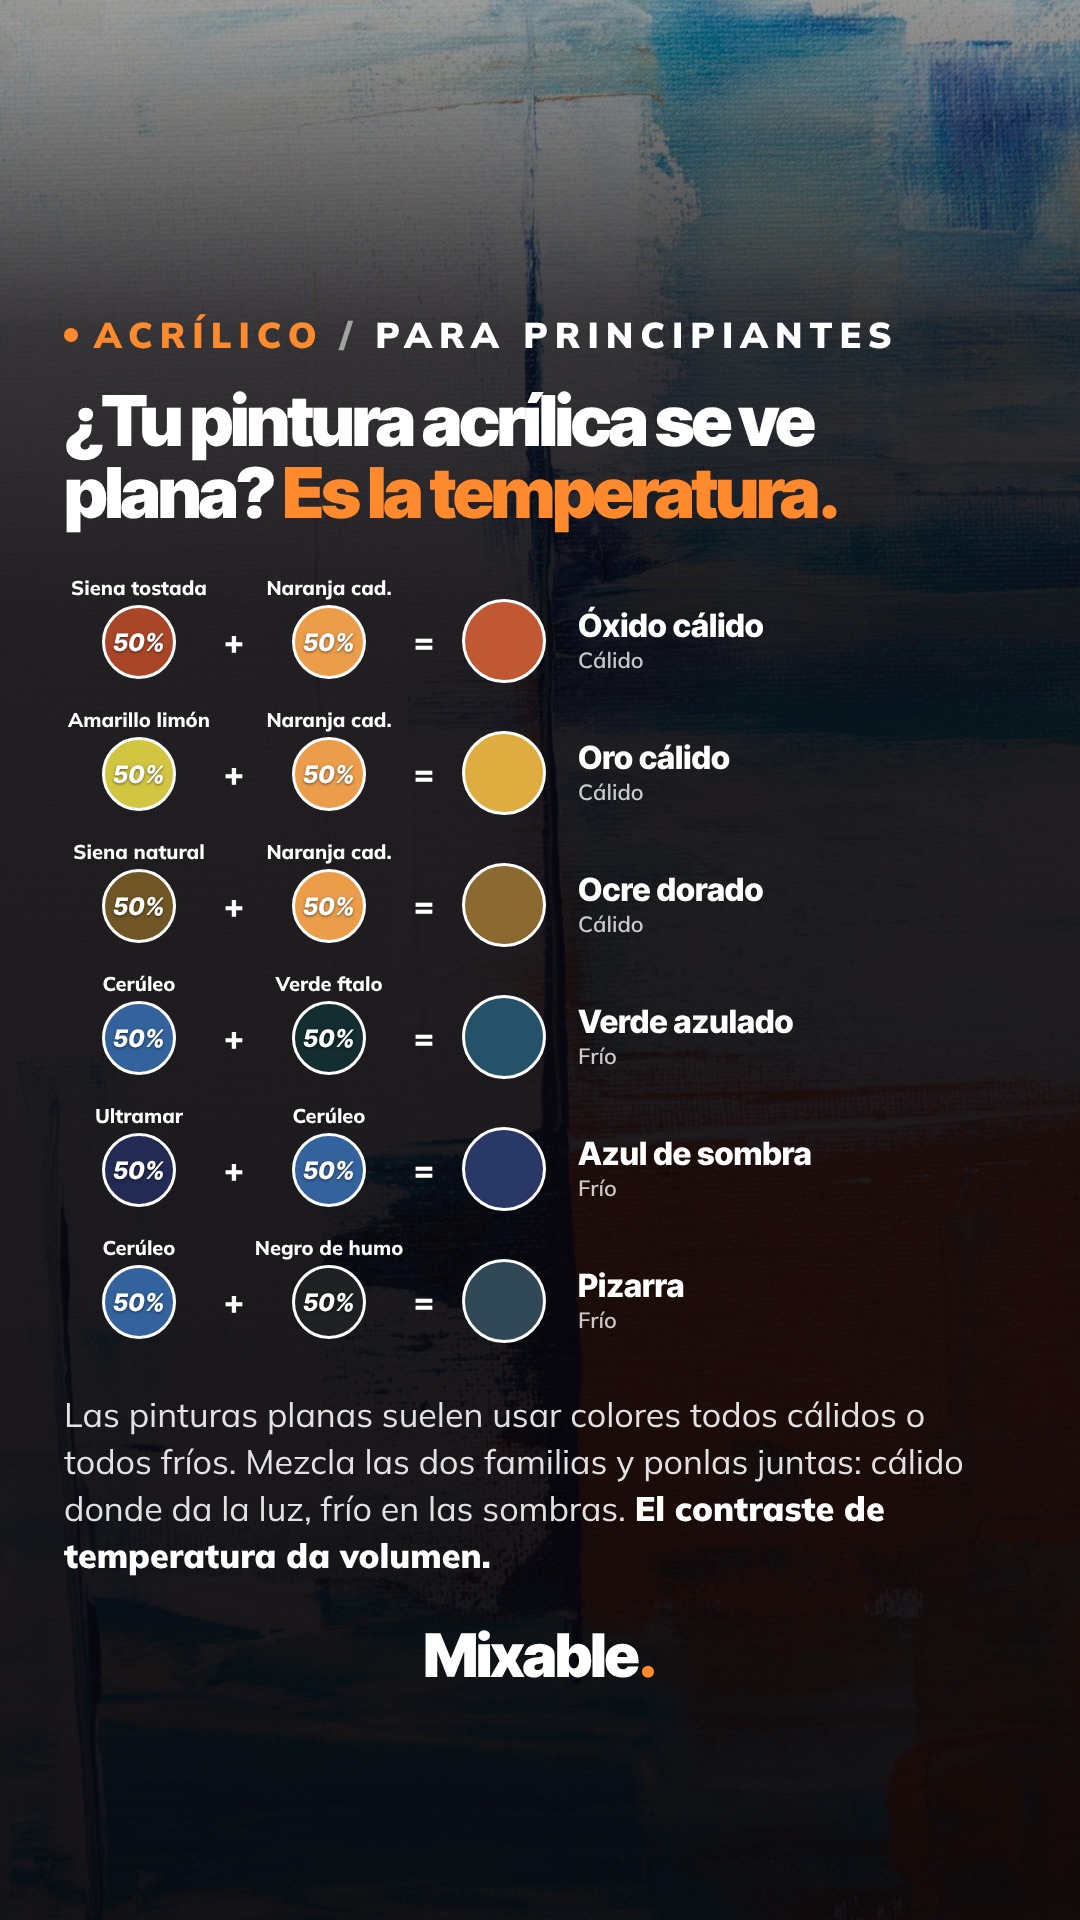 • ACRÍLICO / PARA PRINCIPIANTES
¿Tu pintura acrílica se ve
plana? Es la temperatura.
Siena tostada Naranja cad.
50% + 50% = Óxido cálido
Cálido
Amarillo limón Naranja cad.
50% + 50% = Oro cálido
Cálido
Siena natural Naranja cad.
50% + 50% = Ocre dorado
Cálido
Cerúleo Verde ftalo
50% + 50% = Verde azulado
Frío
Ultramar Cerúleo
50% + 50% = Azul de sombra
Frío
Cerúleo Negro de humo
50% + 50% = Pizarra
Frío
Las pinturas planas suelen usar colores todos cálidos o
todos fríos. Mezcla las dos familias y ponlas juntas: cálido
donde da la luz, frío en las sombras. El contraste de
temperatura da volumen.
Mixable.